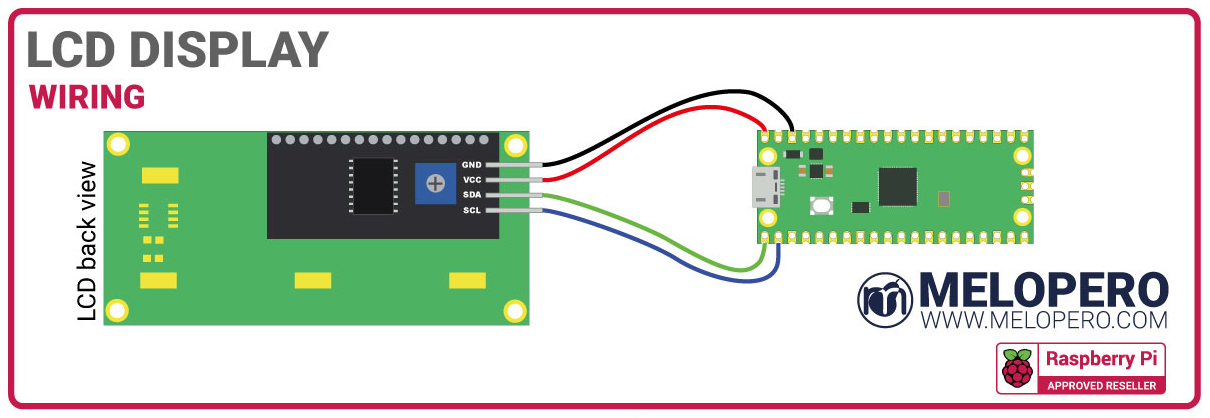 LCD DISPLAY
WIRING
LCD back view
GND
VCC
SDA
SCL
MELOPERO
WWW.MELOPERO.COM
Raspberry Pi
APPROVED RESELLER